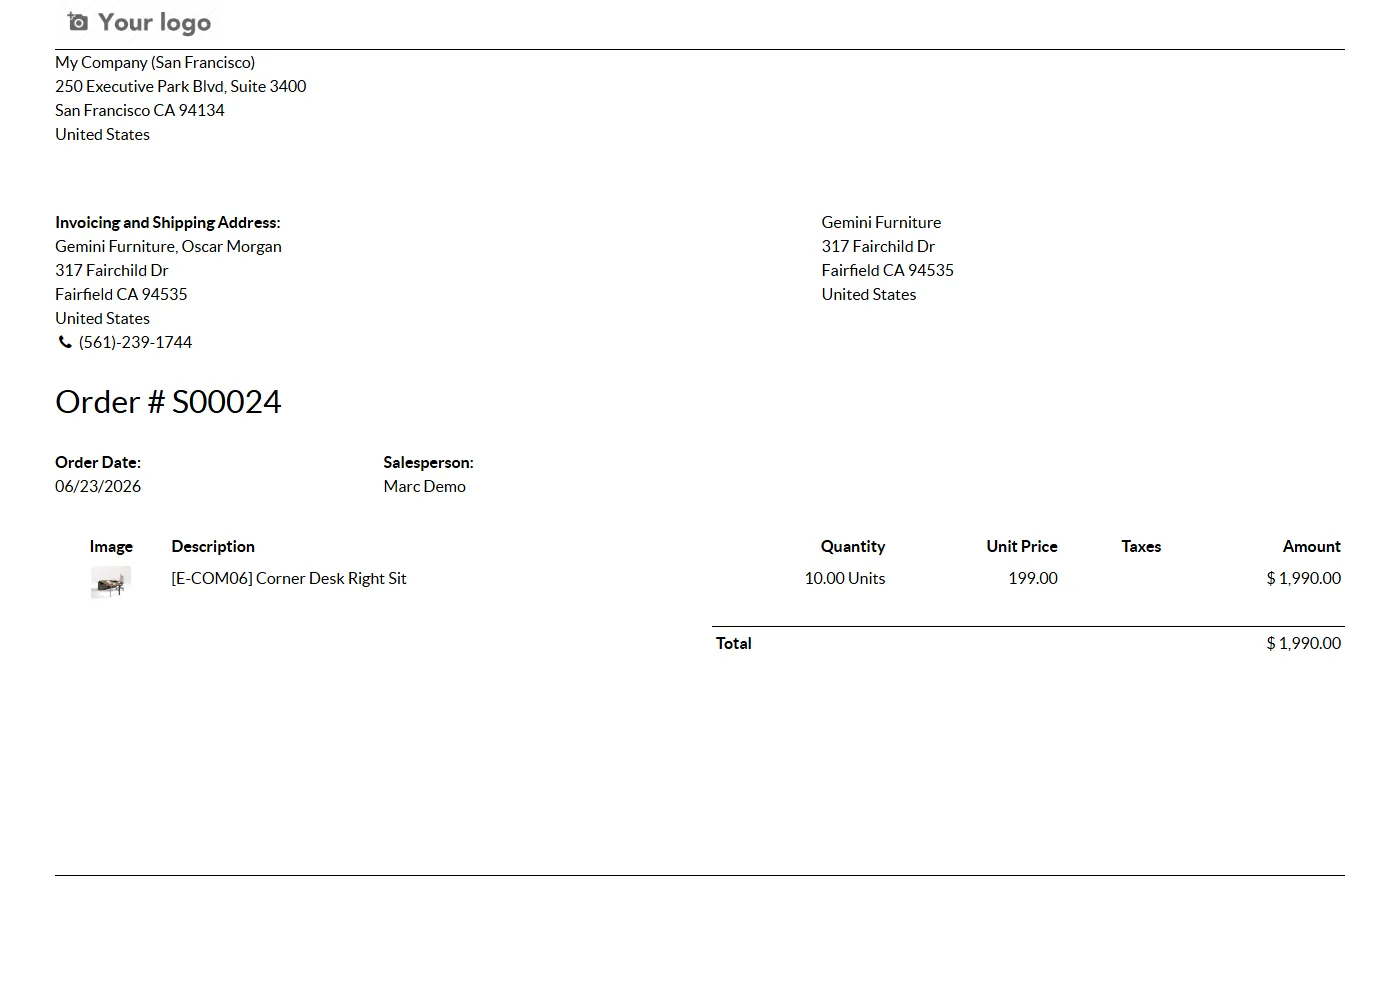 Your logo
My Company (San Francisco)
250 Executive Park Blvd, Suite 3400
San Francisco CA 94134
United States
Invoicing and Shipping Address:
Gemini Furniture, Oscar Morgan
317 Fairchild Dr
Fairfield CA 94535
United States
(561)-239-1744
Gemini Furniture
317 Fairchild Dr
Fairfield CA 94535
United States
Order # S00024
Order Date: Salesperson:
06/23/2026 Marc Demo
Image Description Quantity Unit Price Taxes Amount
[E-COM06] Corner Desk Right Sit 10.00 Units 199.00 $ 1,990.00
Total $ 1,990.00